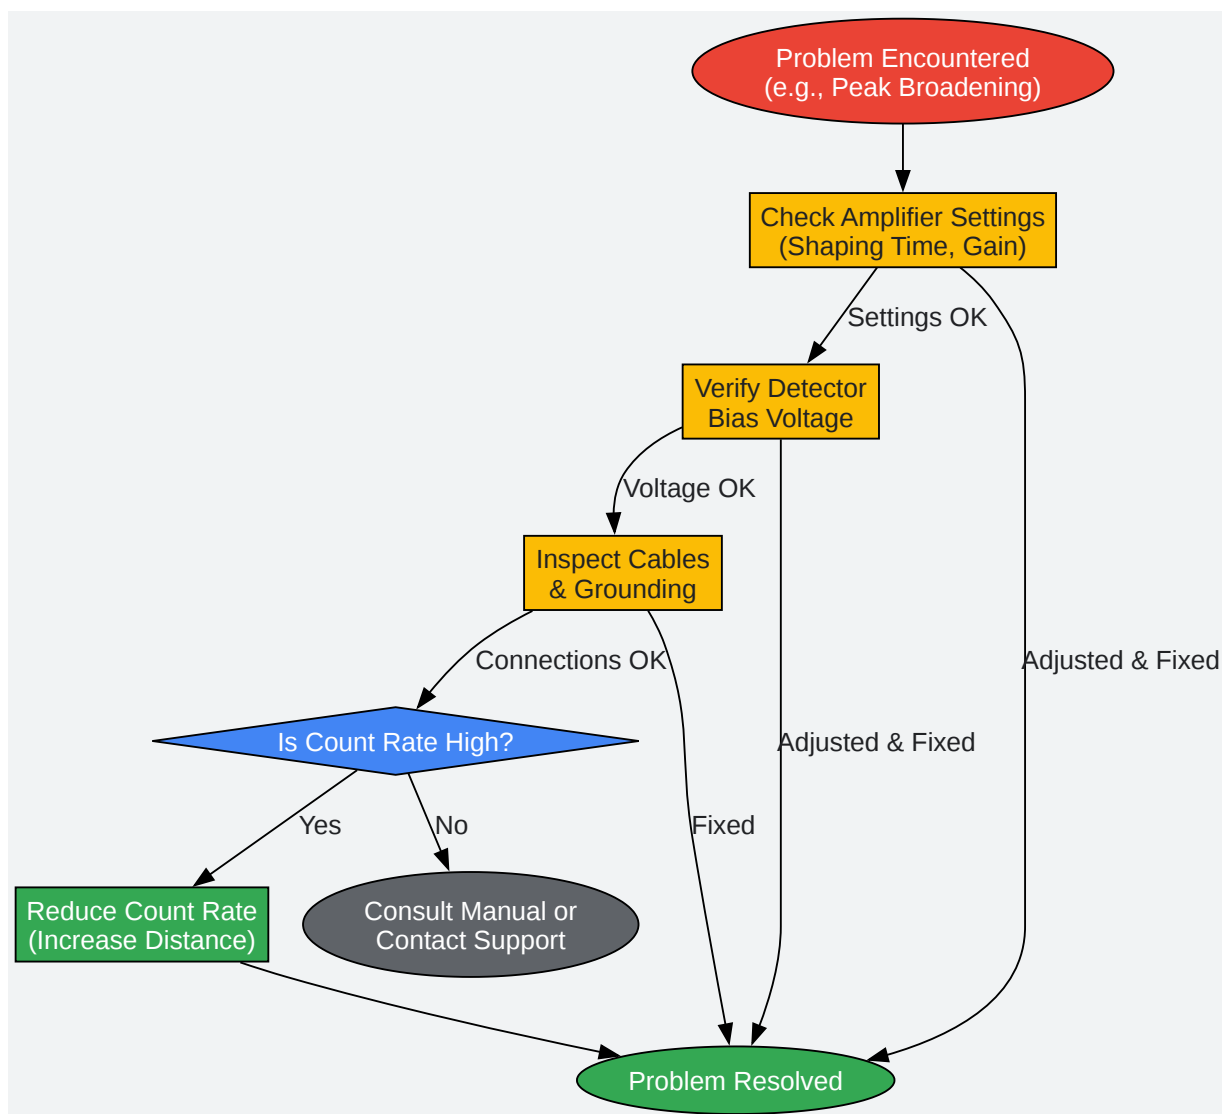 Problem Encountered
(e.g., Peak Broadening)
Check Amplifier Settings
(Shaping Time, Gain)
Settings OK
Verify Detector
Bias Voltage
Voltage OK
Inspect Cables
& Grounding
Connections OK
Adjusted & Fixed
Is Count Rate High?
Adjusted & Fixed
Yes
No
Fixed
Reduce Count Rate
(Increase Distance)
Consult Manual or
Contact Support
Problem Resolved